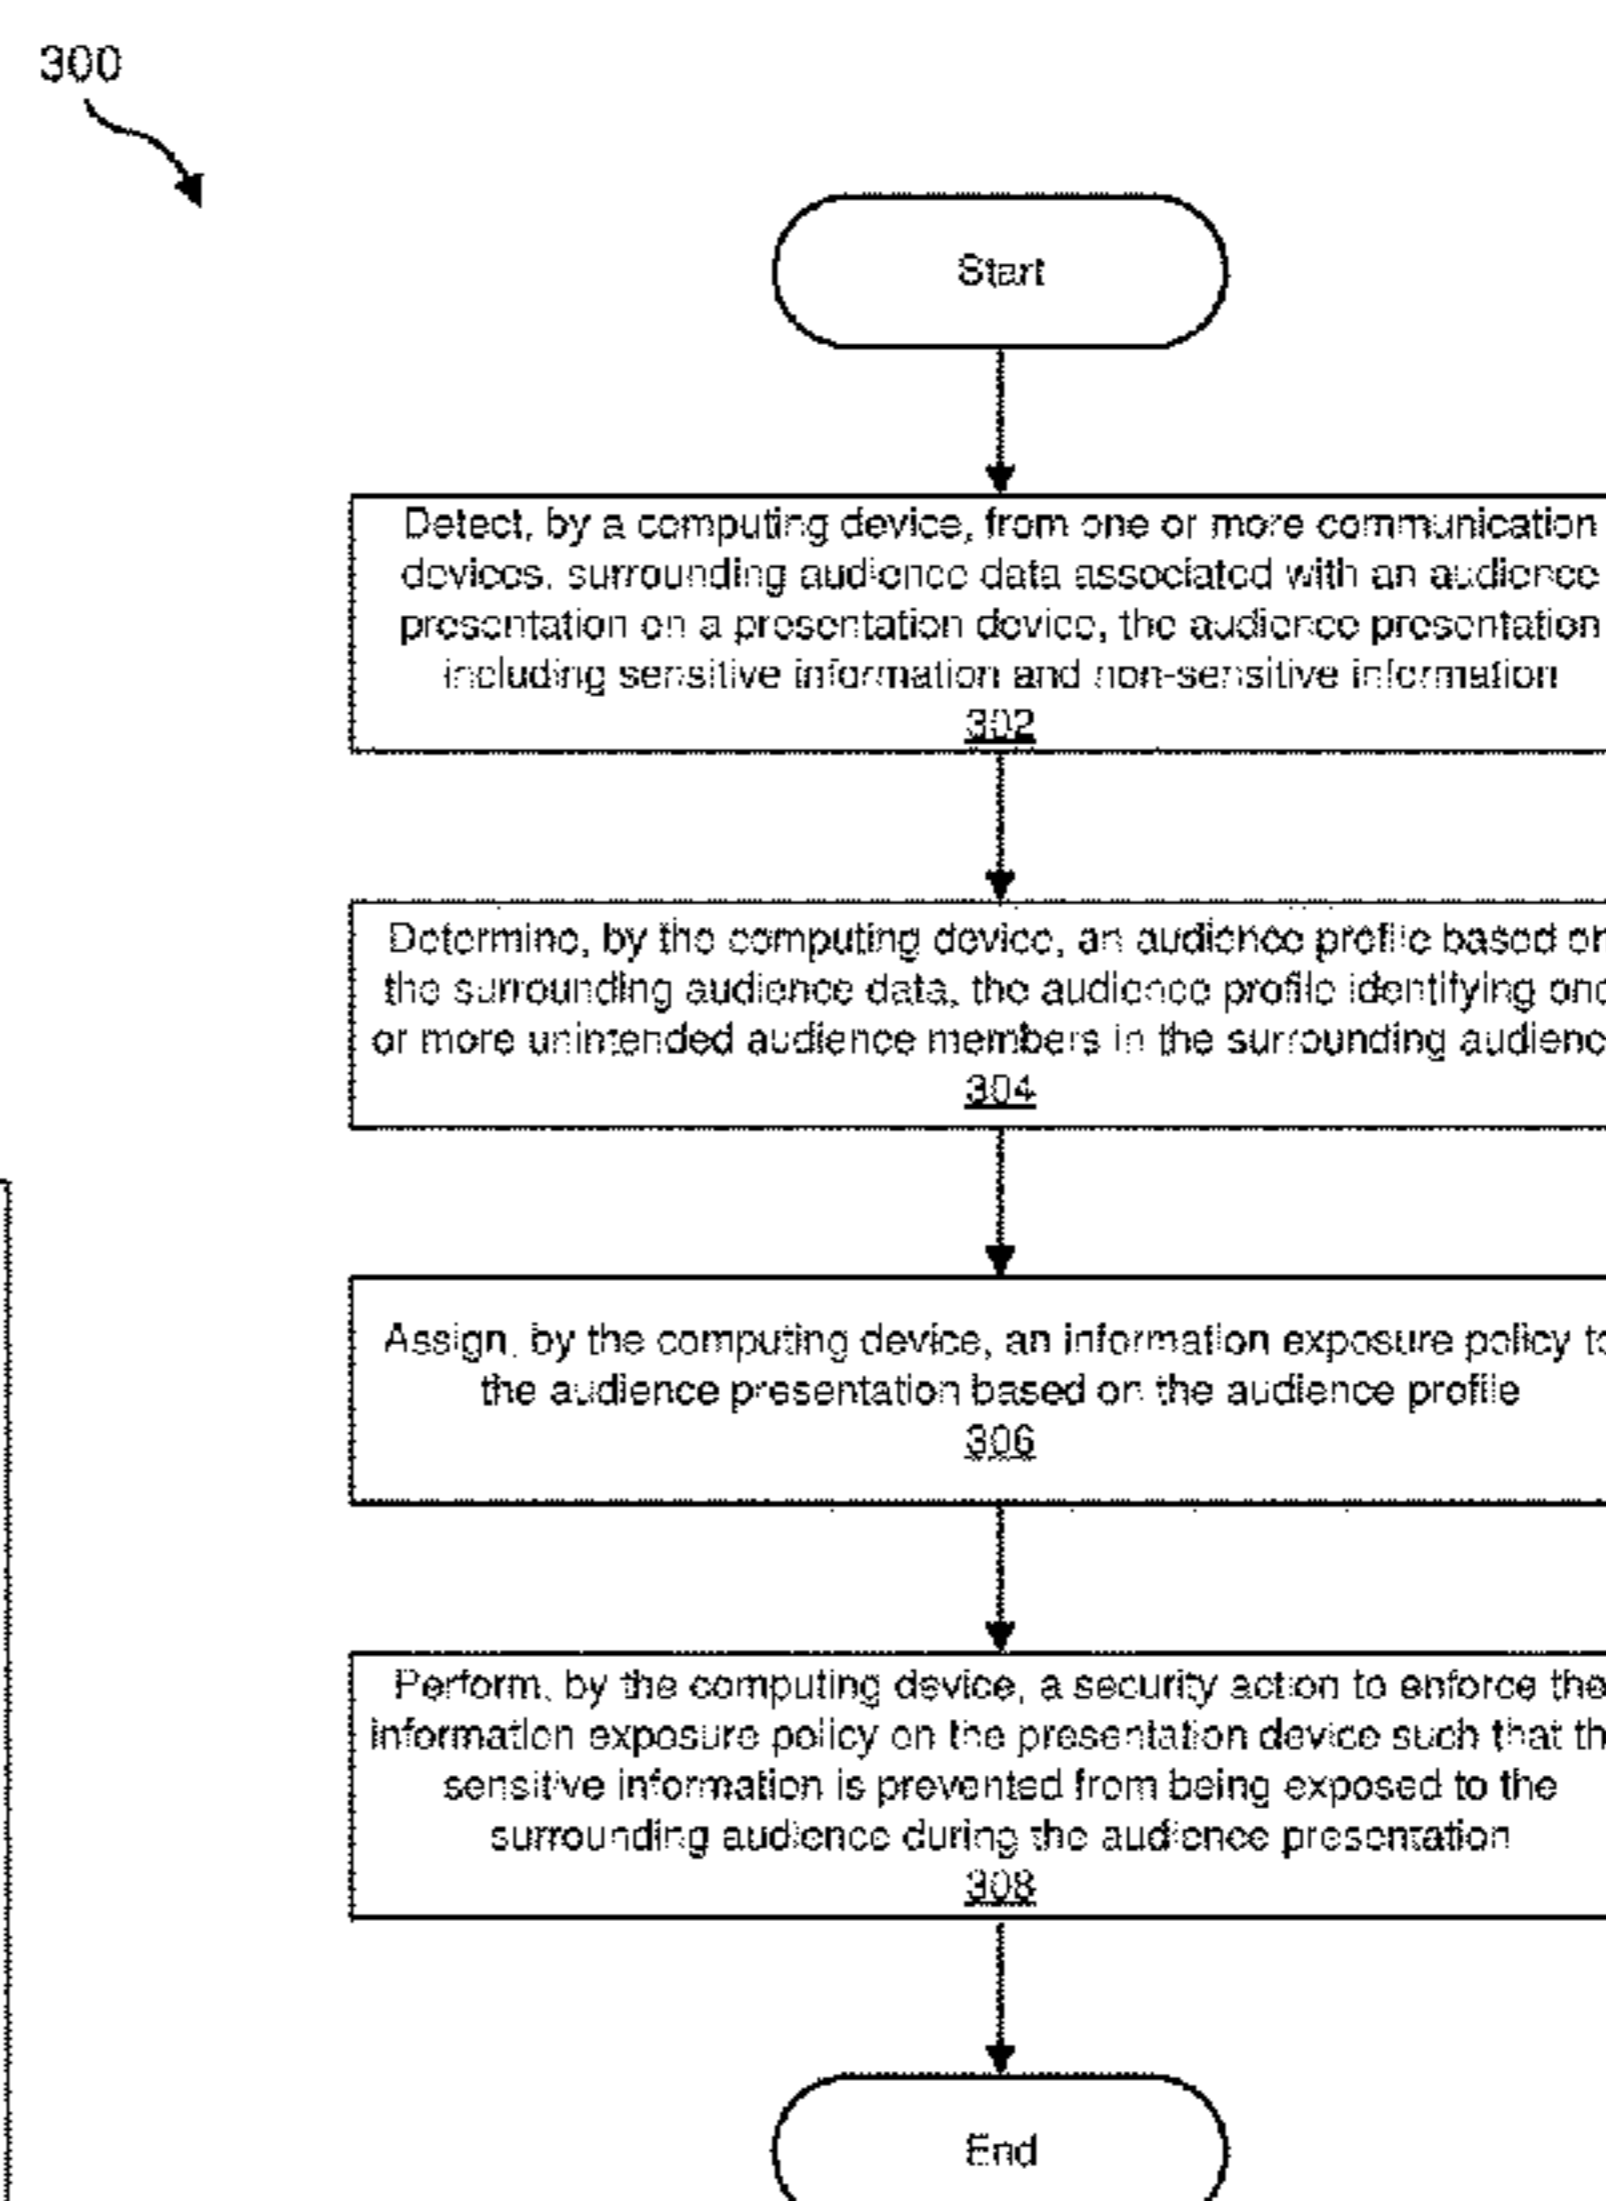 300
Start
Detect, by a computing device, from one or more communication
devices, surrounding audience data associated with an audience
presentation on a presentation device, the audience presentation
including sensitive information and non-sensitive information
302
Determine, by the computing device, an audience profile based on
the surrounding audience data, the audience profile identifying one
or more unintended audience members in the surrounding
304
Assign, by the computing device, an information exposure policy to
the audience presentation based on the audience profile
306
Perform, by the computing device, a security action to enforce the
information exposure policy on the presentation device such that
sensitive information is prevented from being exposed to the
surrounding audience during the audience presentation
308
End